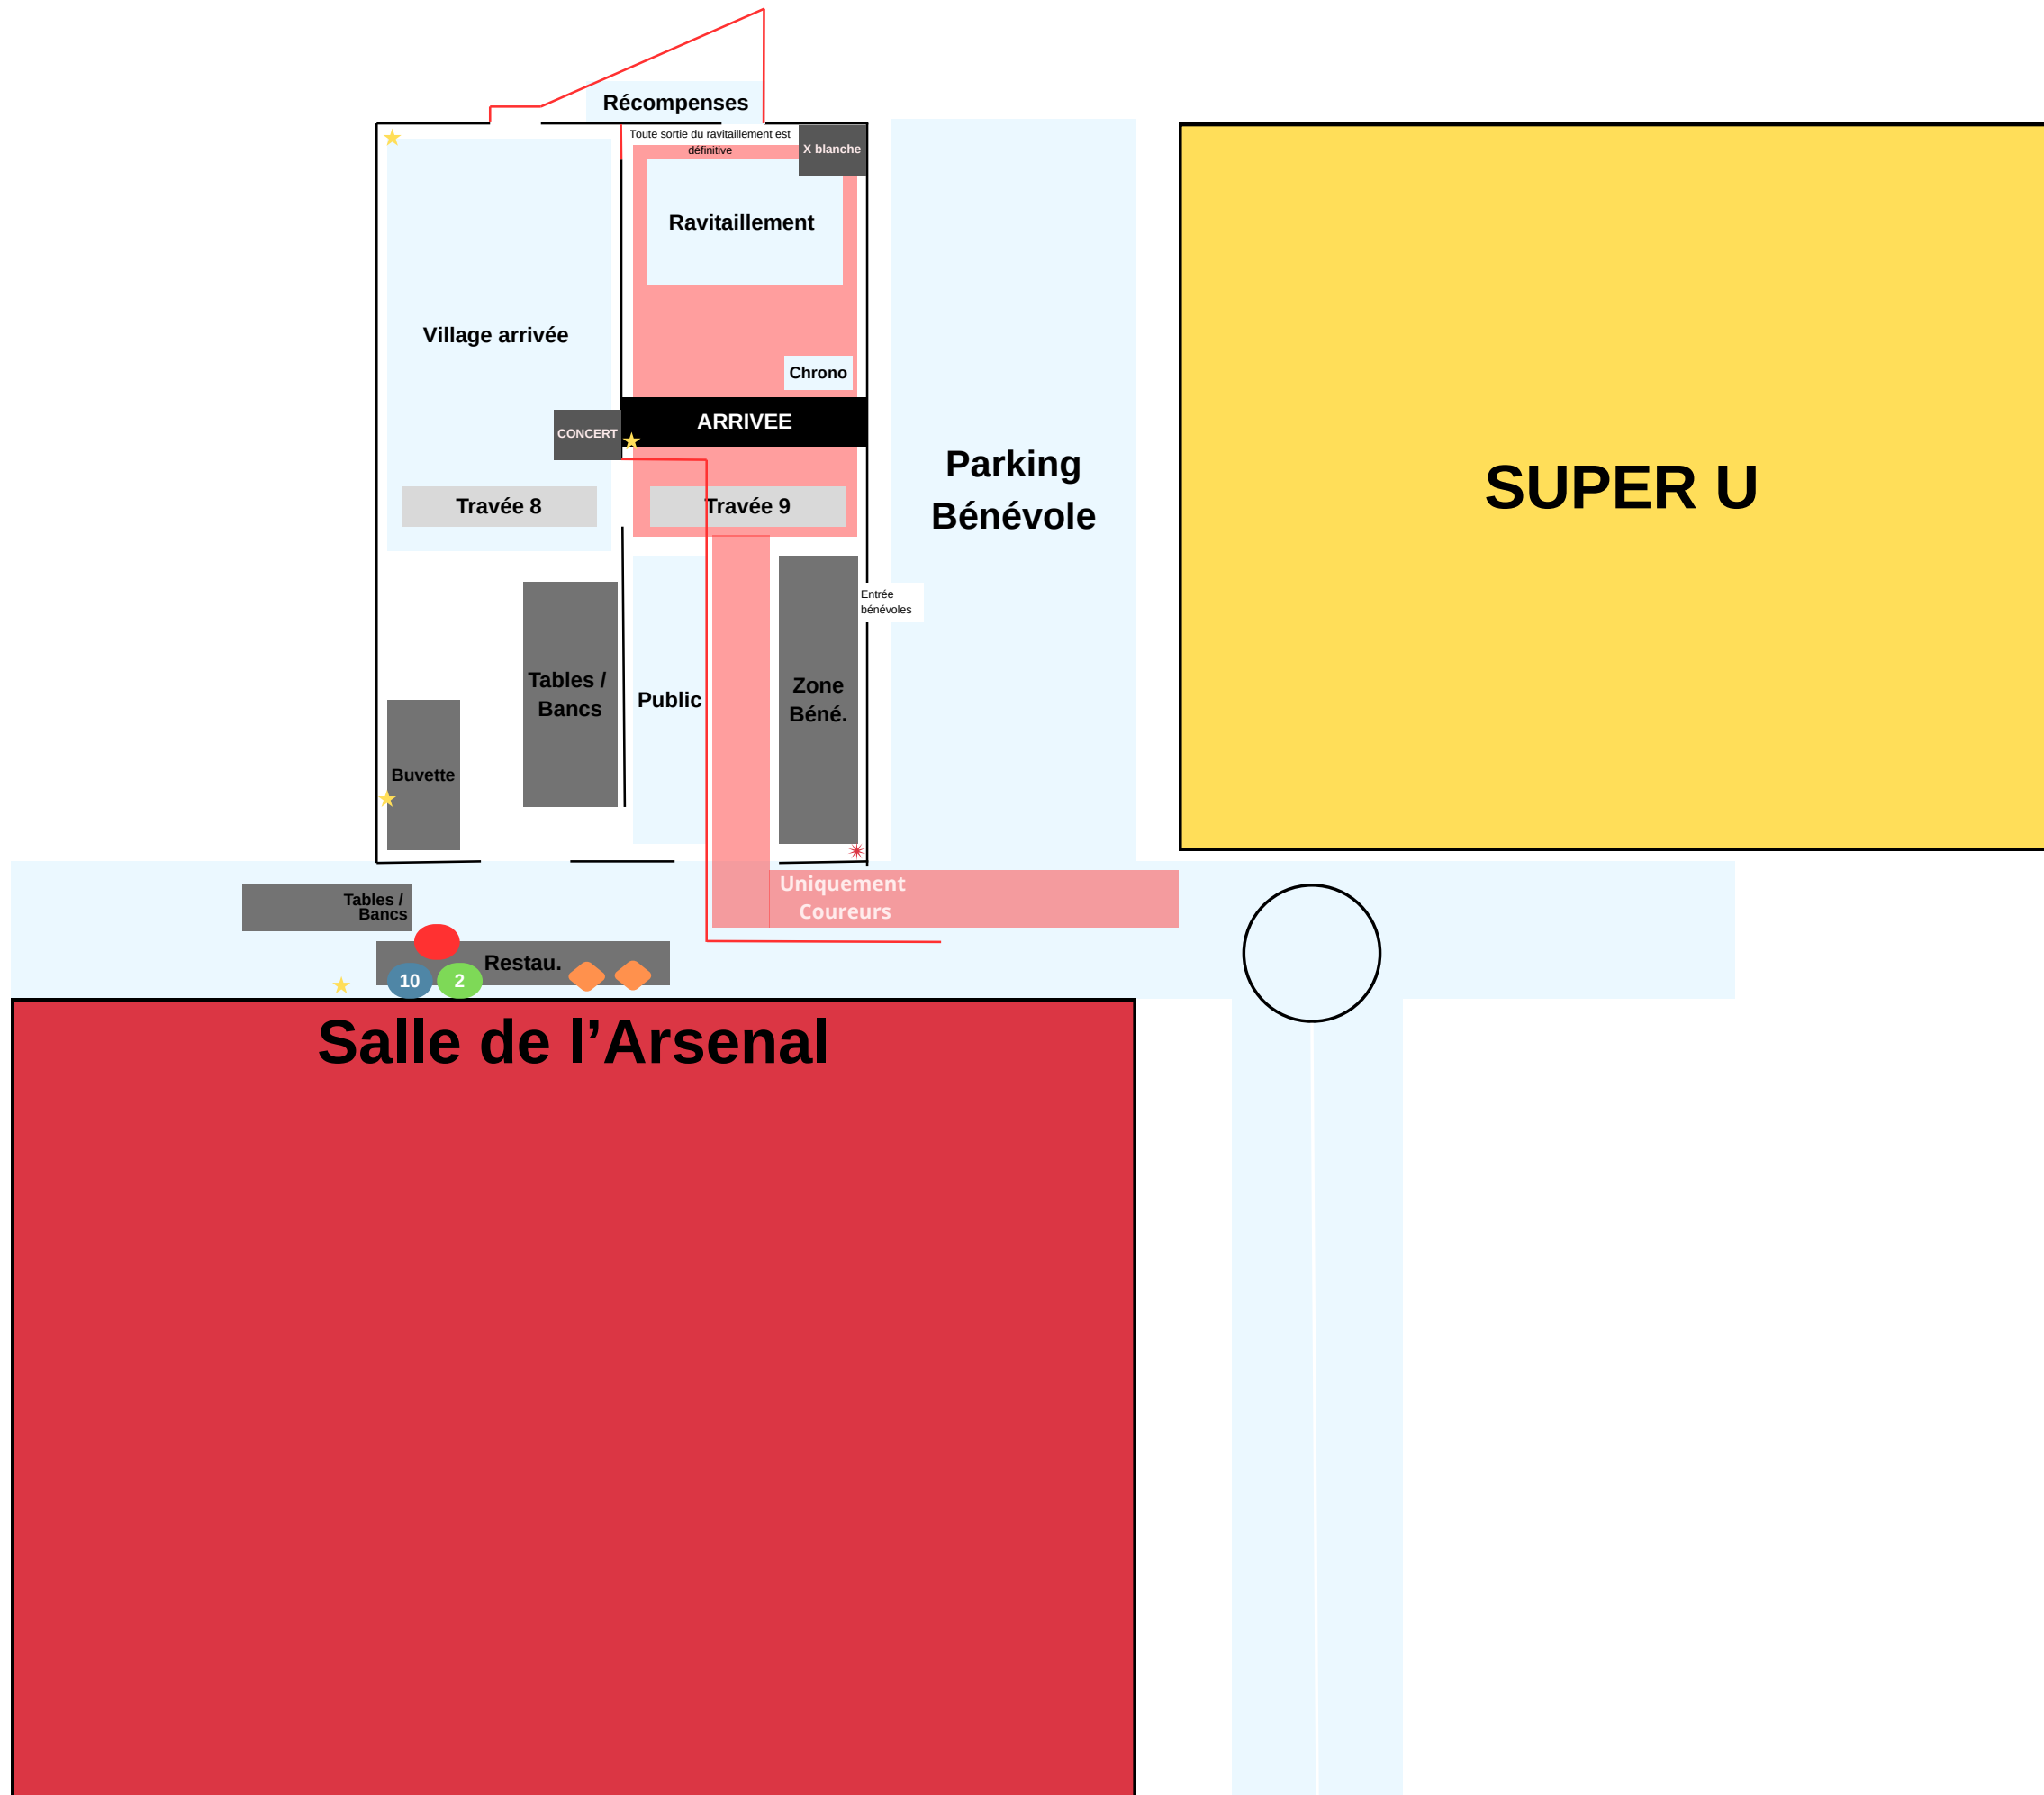 Récompenses
Toute sortie du ravitaillement est
définitive
X blanche
Ravitaillement
Village arrivée
Chrono
ARRIVEE
CONCERT
Parking
Bénévole
SUPER U
Travée 8
Travée 9
Entrée
bénévoles
Tables /
Bancs
Public
Zone
Béné.
Buvette
Uniquement
Coureurs
Tables /
Bancs
Restau.
10
2
Salle de l’Arsenal